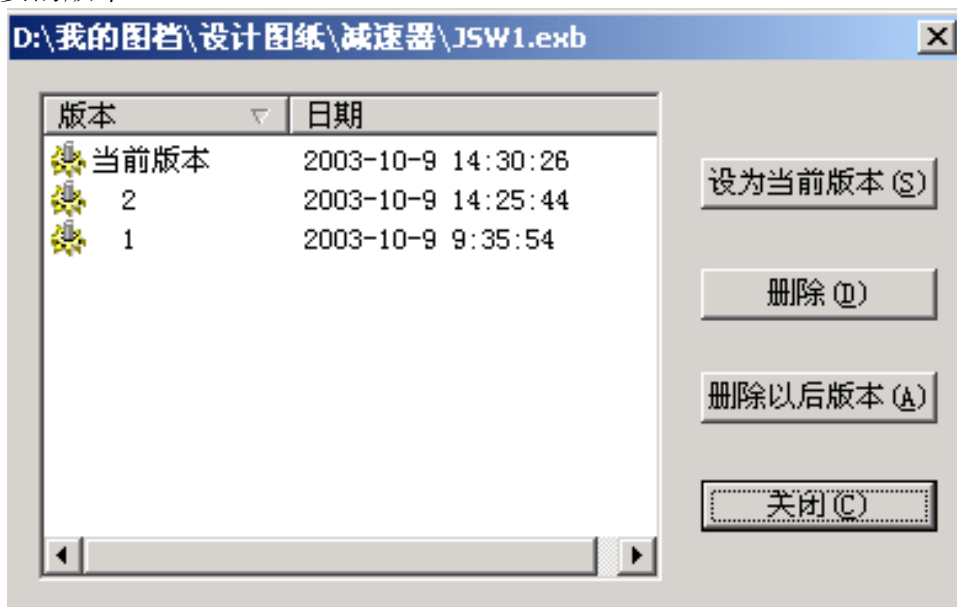 D:\我的图档\设计图纸\减速器\JSW1.exb
版本 日期
当前版本 2003-10-9 14:30:26
2 2003-10-9 14:25:44
1 2003-10-9 9:35:54
设为当前版本(S)
删除(D)
删除以后版本(A)
关闭(C)